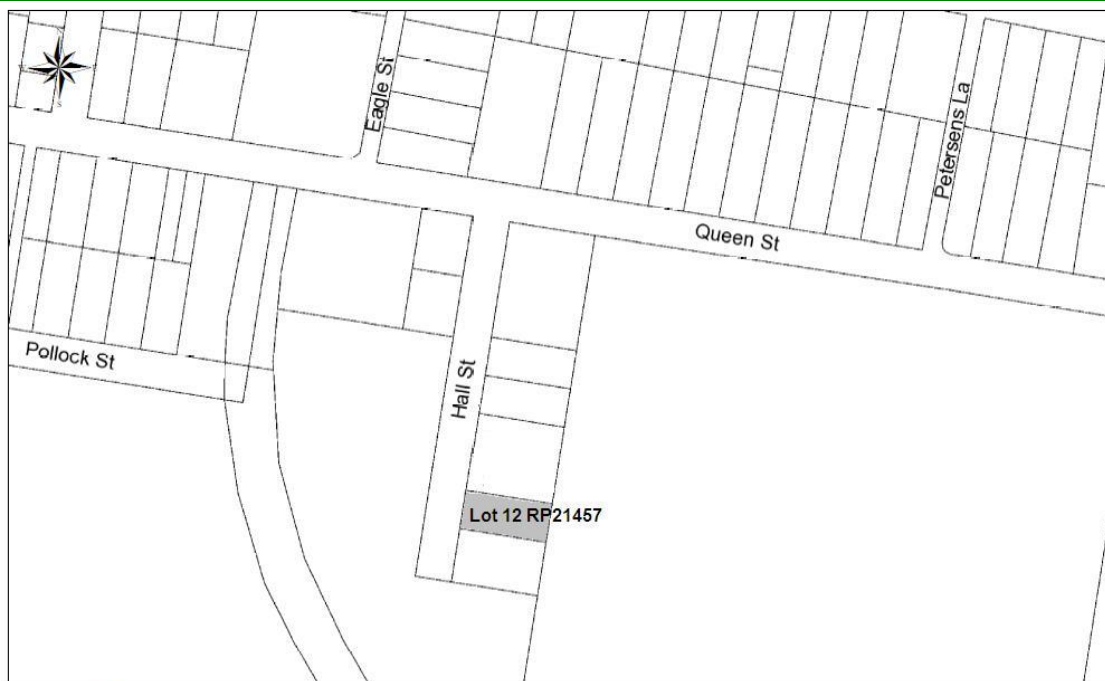 Eagle St
Petersens La
Queen St
Pollock St
Hall St
Lot 12 RP21457
S